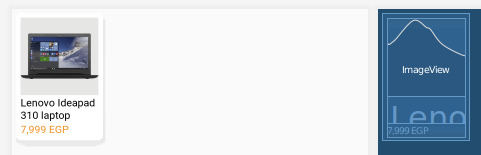 Lenovo Ideapad
310 laptop
7,999 EGP
ImageView
Leno
7,999 EGP